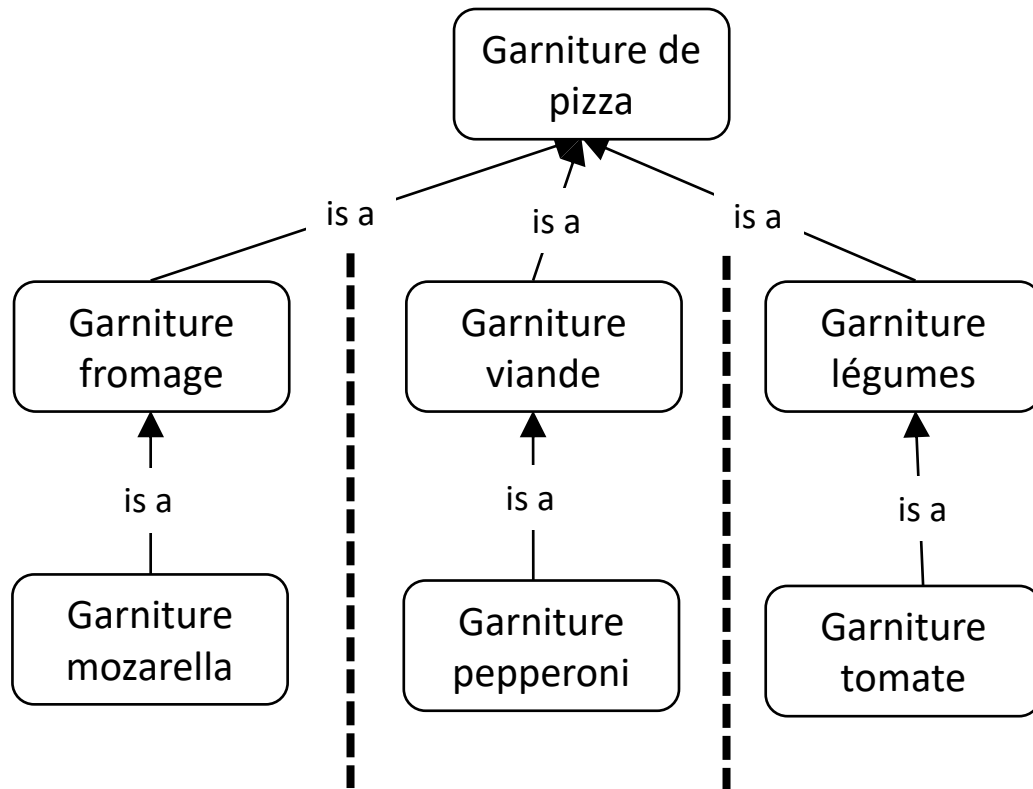 Garniture de
pizza
is a
is a
is a
Garniture
fromage
Garniture
viande
Garniture
légumes
is a
is a
is a
Garniture
mozarella
Garniture
pepperoni
Garniture
tomate